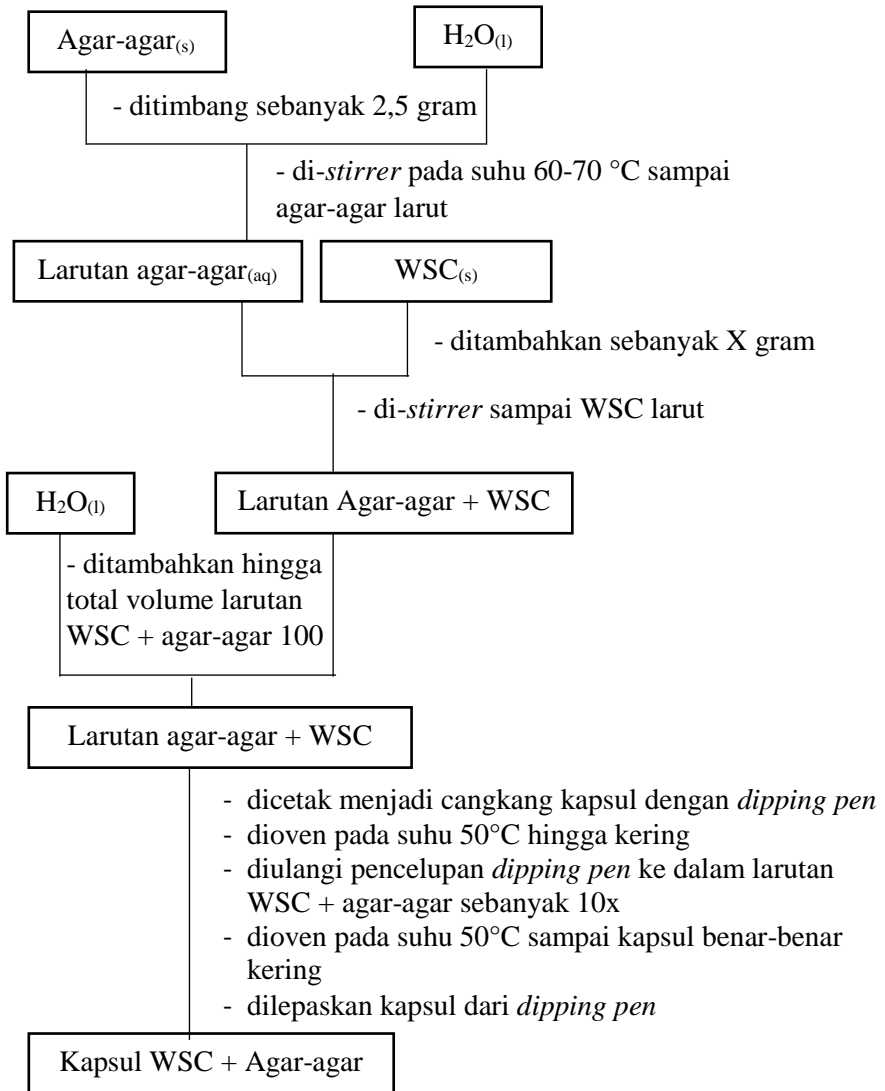 Agar-agar(s)
H₂O(l)
- ditimbang sebanyak 2,5 gram
- di-stirrer pada suhu 60-70 °C sampai
agar-agar larut
Larutan agar-agar(aq)
WSC(s)
- ditambahkan sebanyak X gram
- di-stirrer sampai WSC larut
H₂O(l)
Larutan Agar-agar + WSC
- ditambahkan hingga
total volume larutan
WSC + agar-agar 100
Larutan agar-agar + WSC
- dicetak menjadi cangkang kapsul dengan dipping pen
- dioven pada suhu 50°C hingga kering
- diulangi pencelupan dipping pen ke dalam larutan
WSC + agar-agar sebanyak 10x
- dioven pada suhu 50°C sampai kapsul benar-benar
kering
- dilepaskan kapsul dari dipping pen
Kapsul WSC + Agar-agar